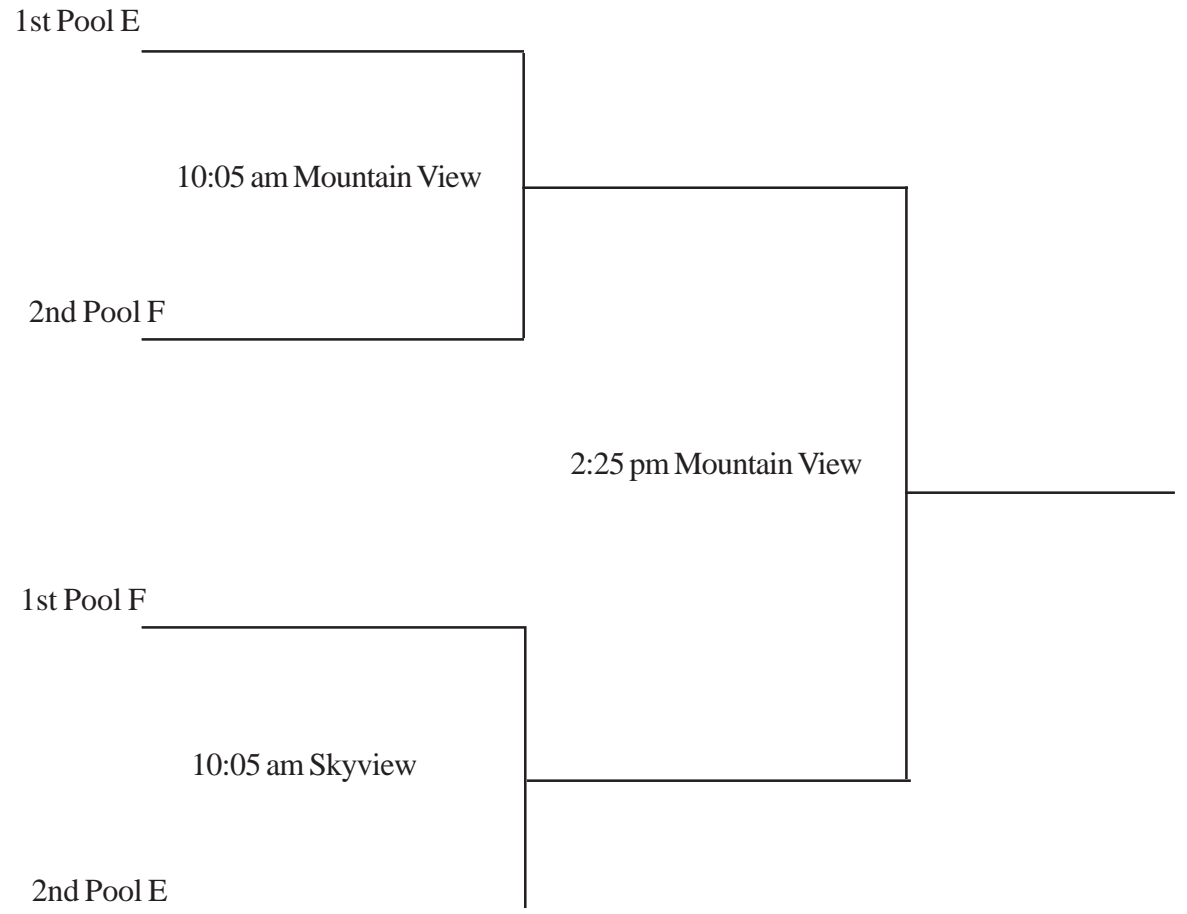 1st Pool E
10:05 am Mountain View
2nd Pool F
2:25 pm Mountain View
1st Pool F
10:05 am Skyview
2nd Pool E